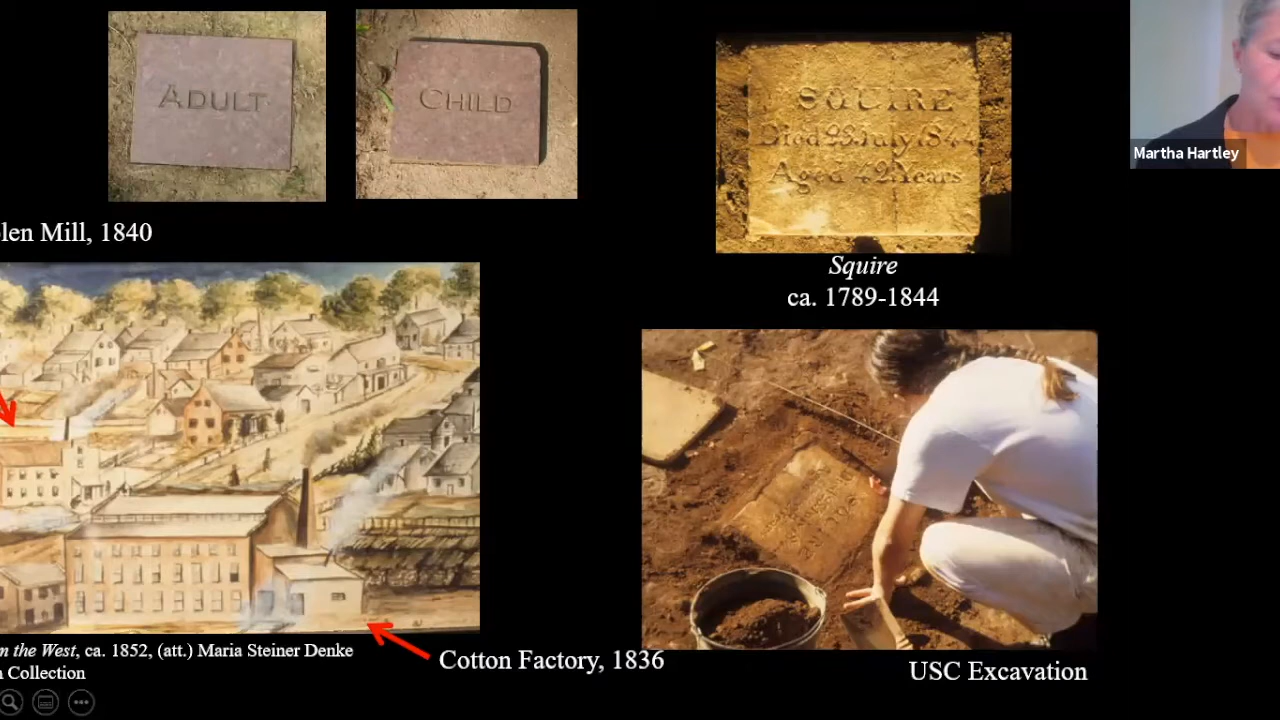 ADULT
CHILD
SQUIRE
Died 23 July 1844
Aged 42 Years
Martha Hartley
len Mill, 1840
Squire
ca. 1789-1844
n the West, ca. 1852, (att.) Maria Steiner Denke
Collection
Cotton Factory, 1836
USC Excavation